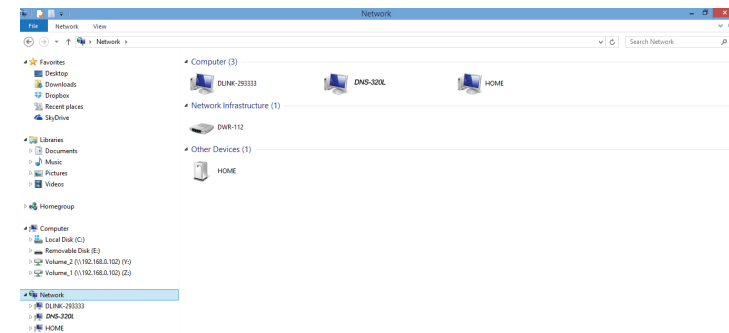 Network
File Network View
Network
Search Network
Favorites
Desktop
Downloads
Dropbox
Recent places
SkyDrive
Libraries
Documents
Music
Pictures
Videos
Homegroup
Computer
Local Disk (C:)
Removable Disk (E:)
Volume_2 (\\192.168.0.102) (Y:)
Volume_1 (\\192.168.0.102) (Z:)
Network
DLINK-293333
DNS-320L
HOME
Computer (3)
DLINK-293333 DNS-320L HOME
Network Infrastructure (1)
DWR-112
Other Devices (1)
HOME